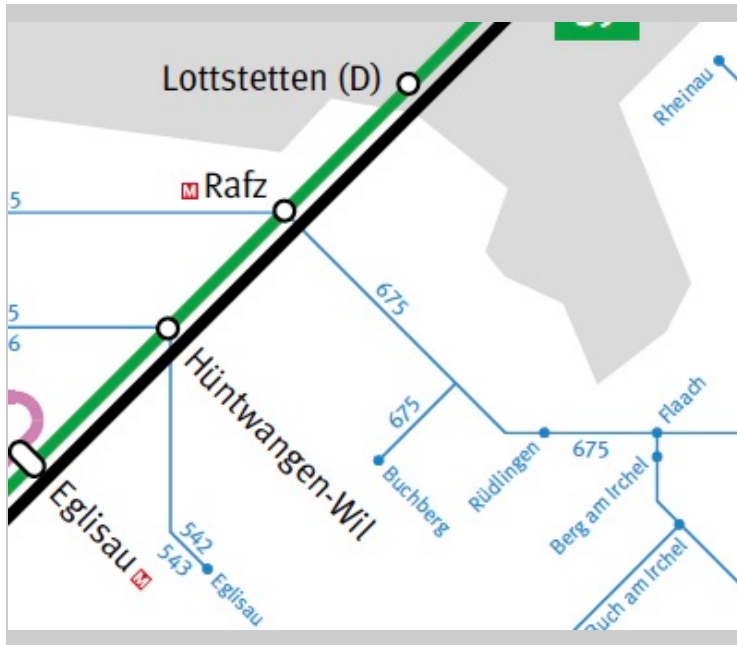 Lottstetten (D)
Rheinau
M Rafz
5
675
5
6
Hüntwangen-Wil
675
Flaach
675
Rüdlingen
Buchberg
Berg am Irchel
Eglisau M
542
543
Eglisau
Buch am Irchel